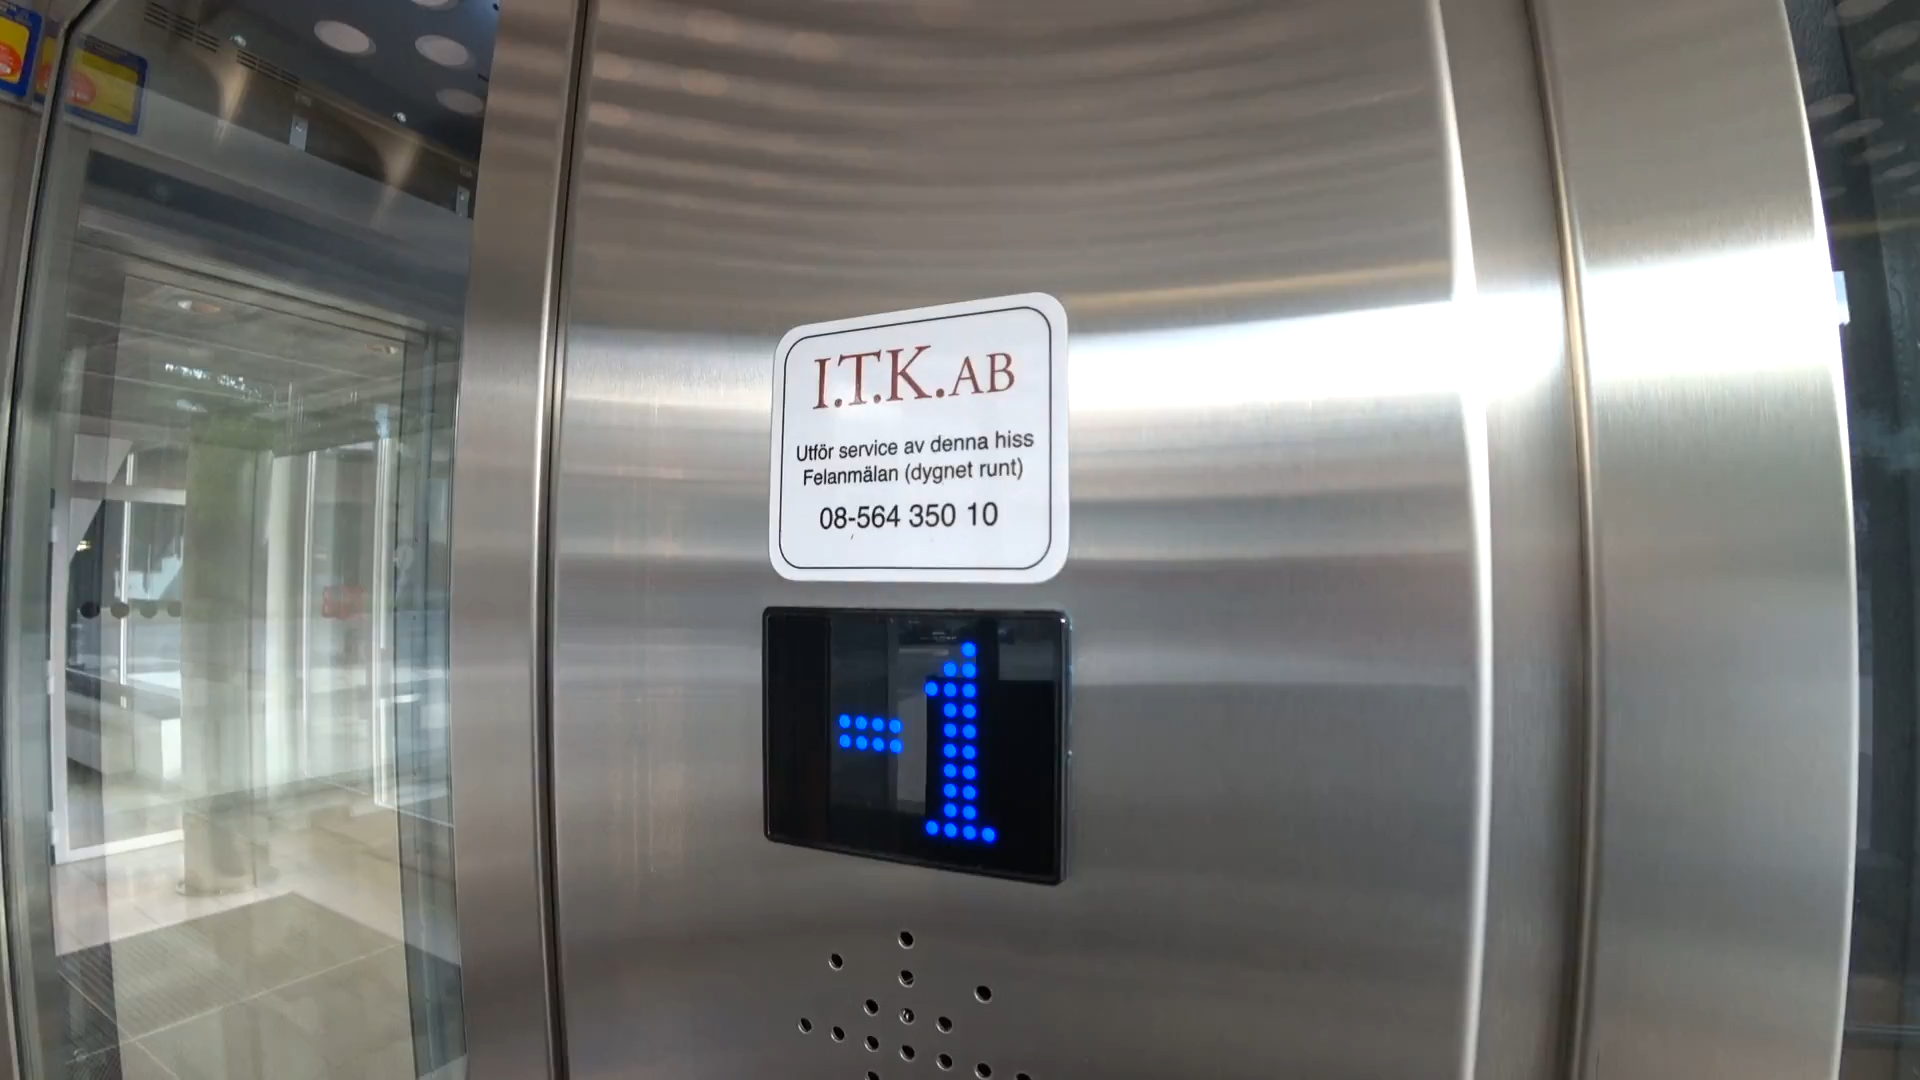 I.T.K.AB
Utför service av denna hiss
Felanmälan (dygnet runt)
08-564 350 10
-1